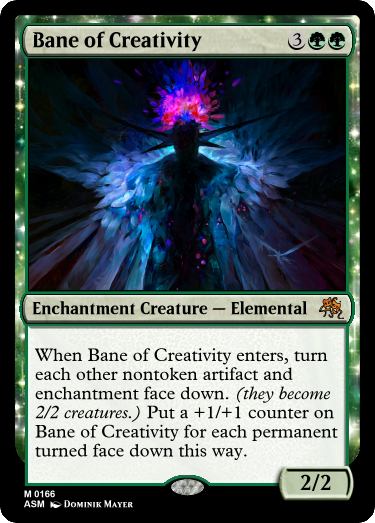 Bane of Creativity 3
Enchantment Creature — Elemental
When Bane of Creativity enters, turn
each other nontoken artifact and
enchantment face down. (they become
2/2 creatures.) Put a +1/+1 counter on
Bane of Creativity for each permanent
turned face down this way.
2/2
M 0166
ASM Dominik Mayer